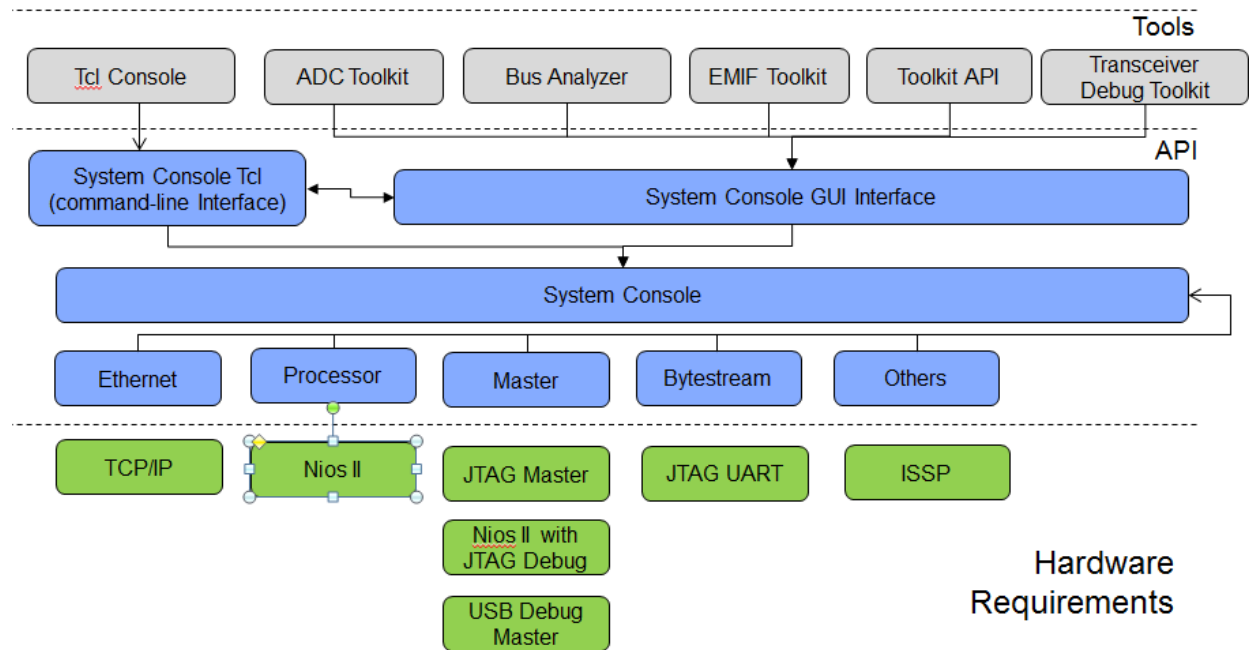 Tools
Tcl Console
ADC Toolkit
Bus Analyzer
EMIF Toolkit
Toolkit API
Transceiver
Debug Toolkit
API
System Console Tcl
(command-line Interface)
System Console GUI Interface
System Console
Ethernet
Processor
Master
Bytestream
Others
TCP/IP
Nios II
JTAG Master
JTAG UART
ISSP
Nios II with
JTAG Debug
USB Debug
Master
Hardware
Requirements